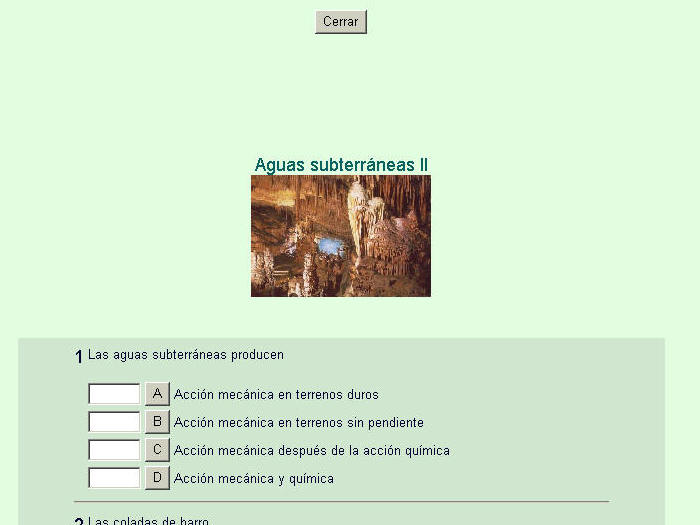 Cerrar
Aguas subterráneas II
1 Las aguas subterráneas producen
A Acción mecánica en terrenos duros
B Acción mecánica en terrenos sin pendiente
C Acción mecánica después de la acción química
D Acción mecánica y química
2 Las coladas de barro